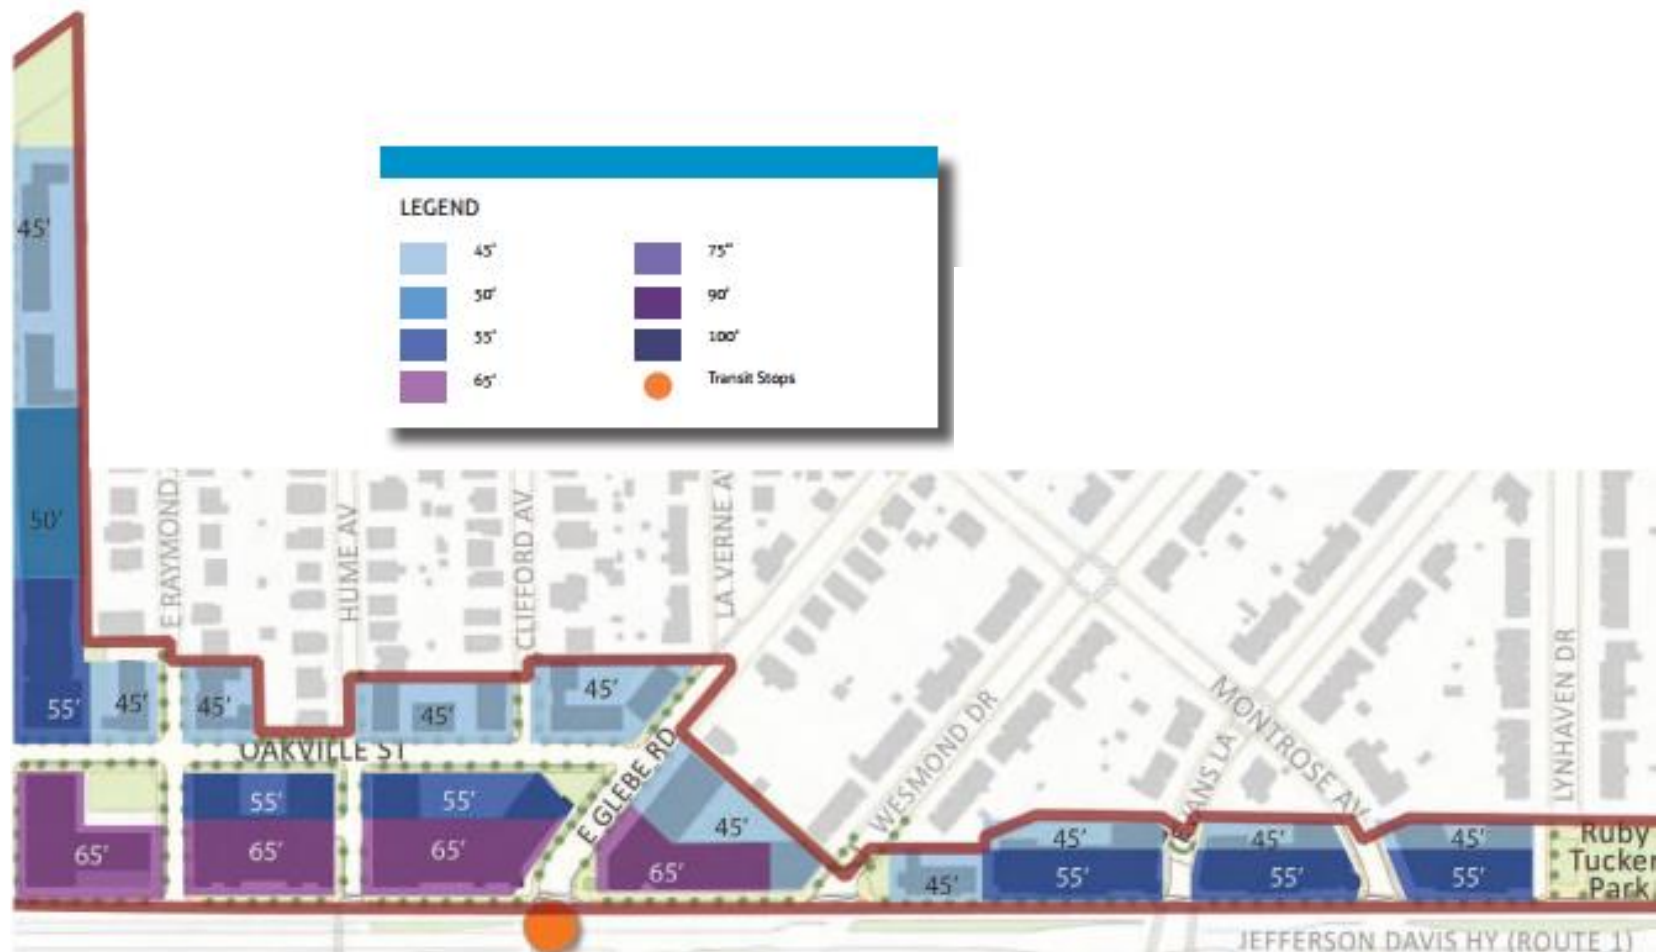 LEGEND
45'
50'
55'
65'
75'
90'
100'
Transit Stops
45'
50'
55'
45'
45'
45'
45'
E RAYMOND
HUME AV
CLIFFORD AV
LA VERNE AV
OAKVILLE ST
E GLEBE RD
WESMOND DR
EVANS LA
MONTROSE AV
LYNHAVEN DR
65'
55'
65'
55'
65'
45'
65'
45'
45'
55'
45'
55'
45'
55'
Ruby
Tucker
Park
JEFFERSON DAVIS HY (ROUTE 1)